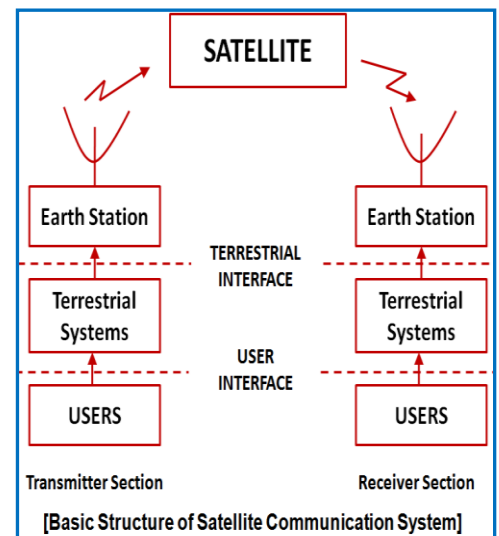 SATELLITE
Earth Station
Earth Station
TERRESTRIAL
INTERFACE
Terrestrial
Systems
Terrestrial
Systems
USER
INTERFACE
USERS
USERS
Transmitter Section
Receiver Section
[Basic Structure of Satellite Communication System]